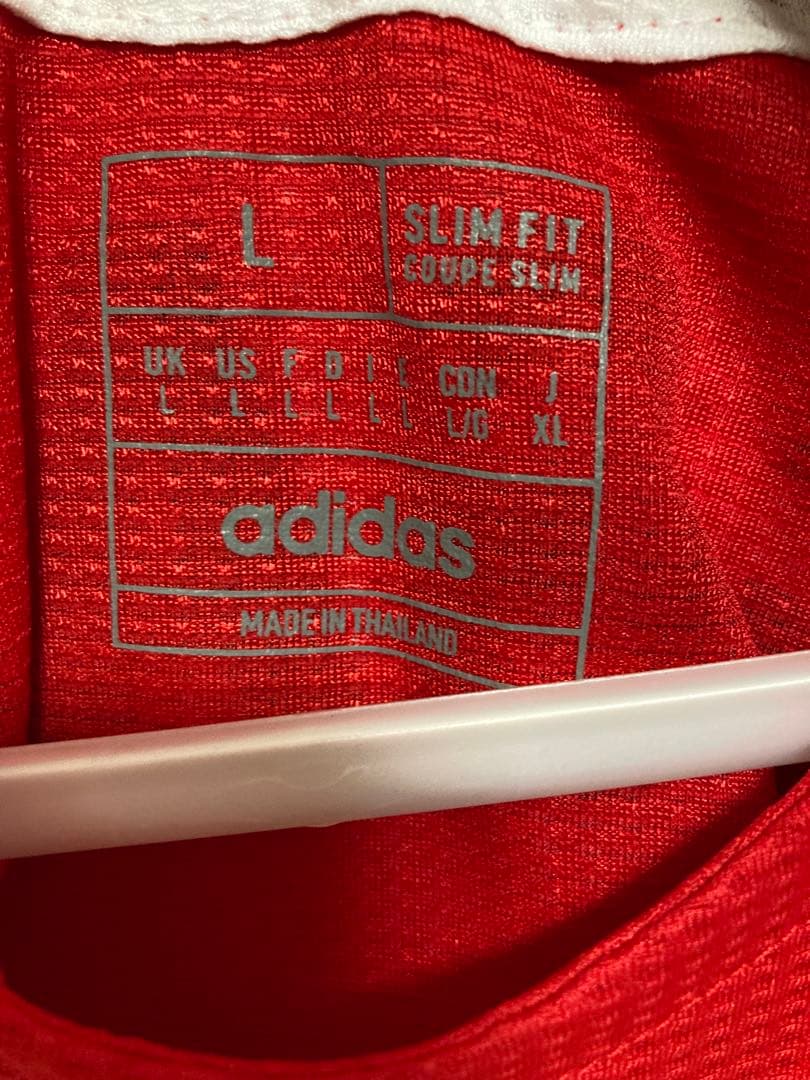 L
SLIM FIT
COUPE SLIM
UK US F D I E CDN J
L L L L L L L/G XL
adidas
MADE IN THAILAND